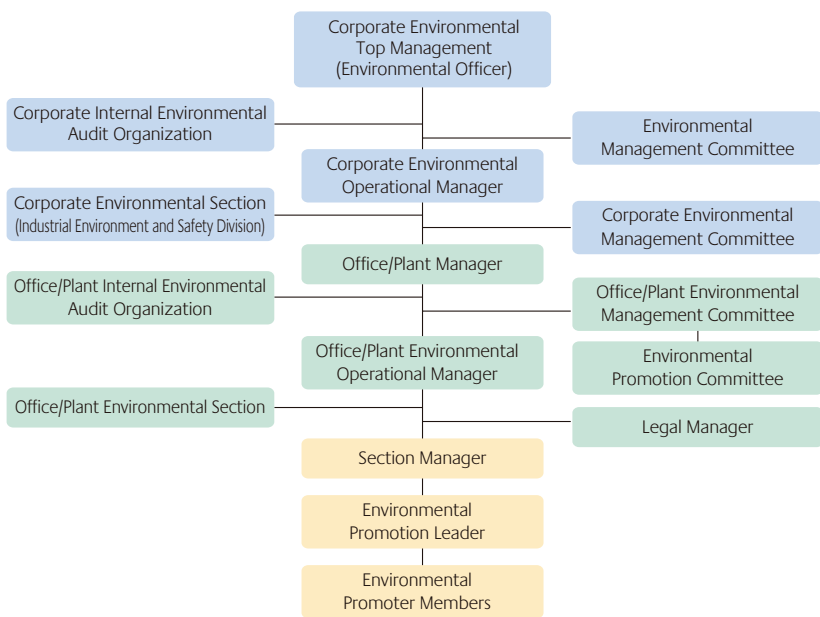 Corporate Environmental
Top Management
(Environmental Officer)
Corporate Internal Environmental
Audit Organization
Environmental
Management Committee
Corporate Environmental
Operational Manager
Corporate Environmental Section
(Industrial Environment and Safety Division)
Corporate Environmental
Management Committee
Office/Plant Manager
Office/Plant Internal Environmental
Audit Organization
Office/Plant Environmental
Management Committee
Office/Plant Environmental
Operational Manager
Environmental
Promotion Committee
Office/Plant Environmental Section
Legal Manager
Section Manager
Environmental
Promotion Leader
Environmental
Promoter Members